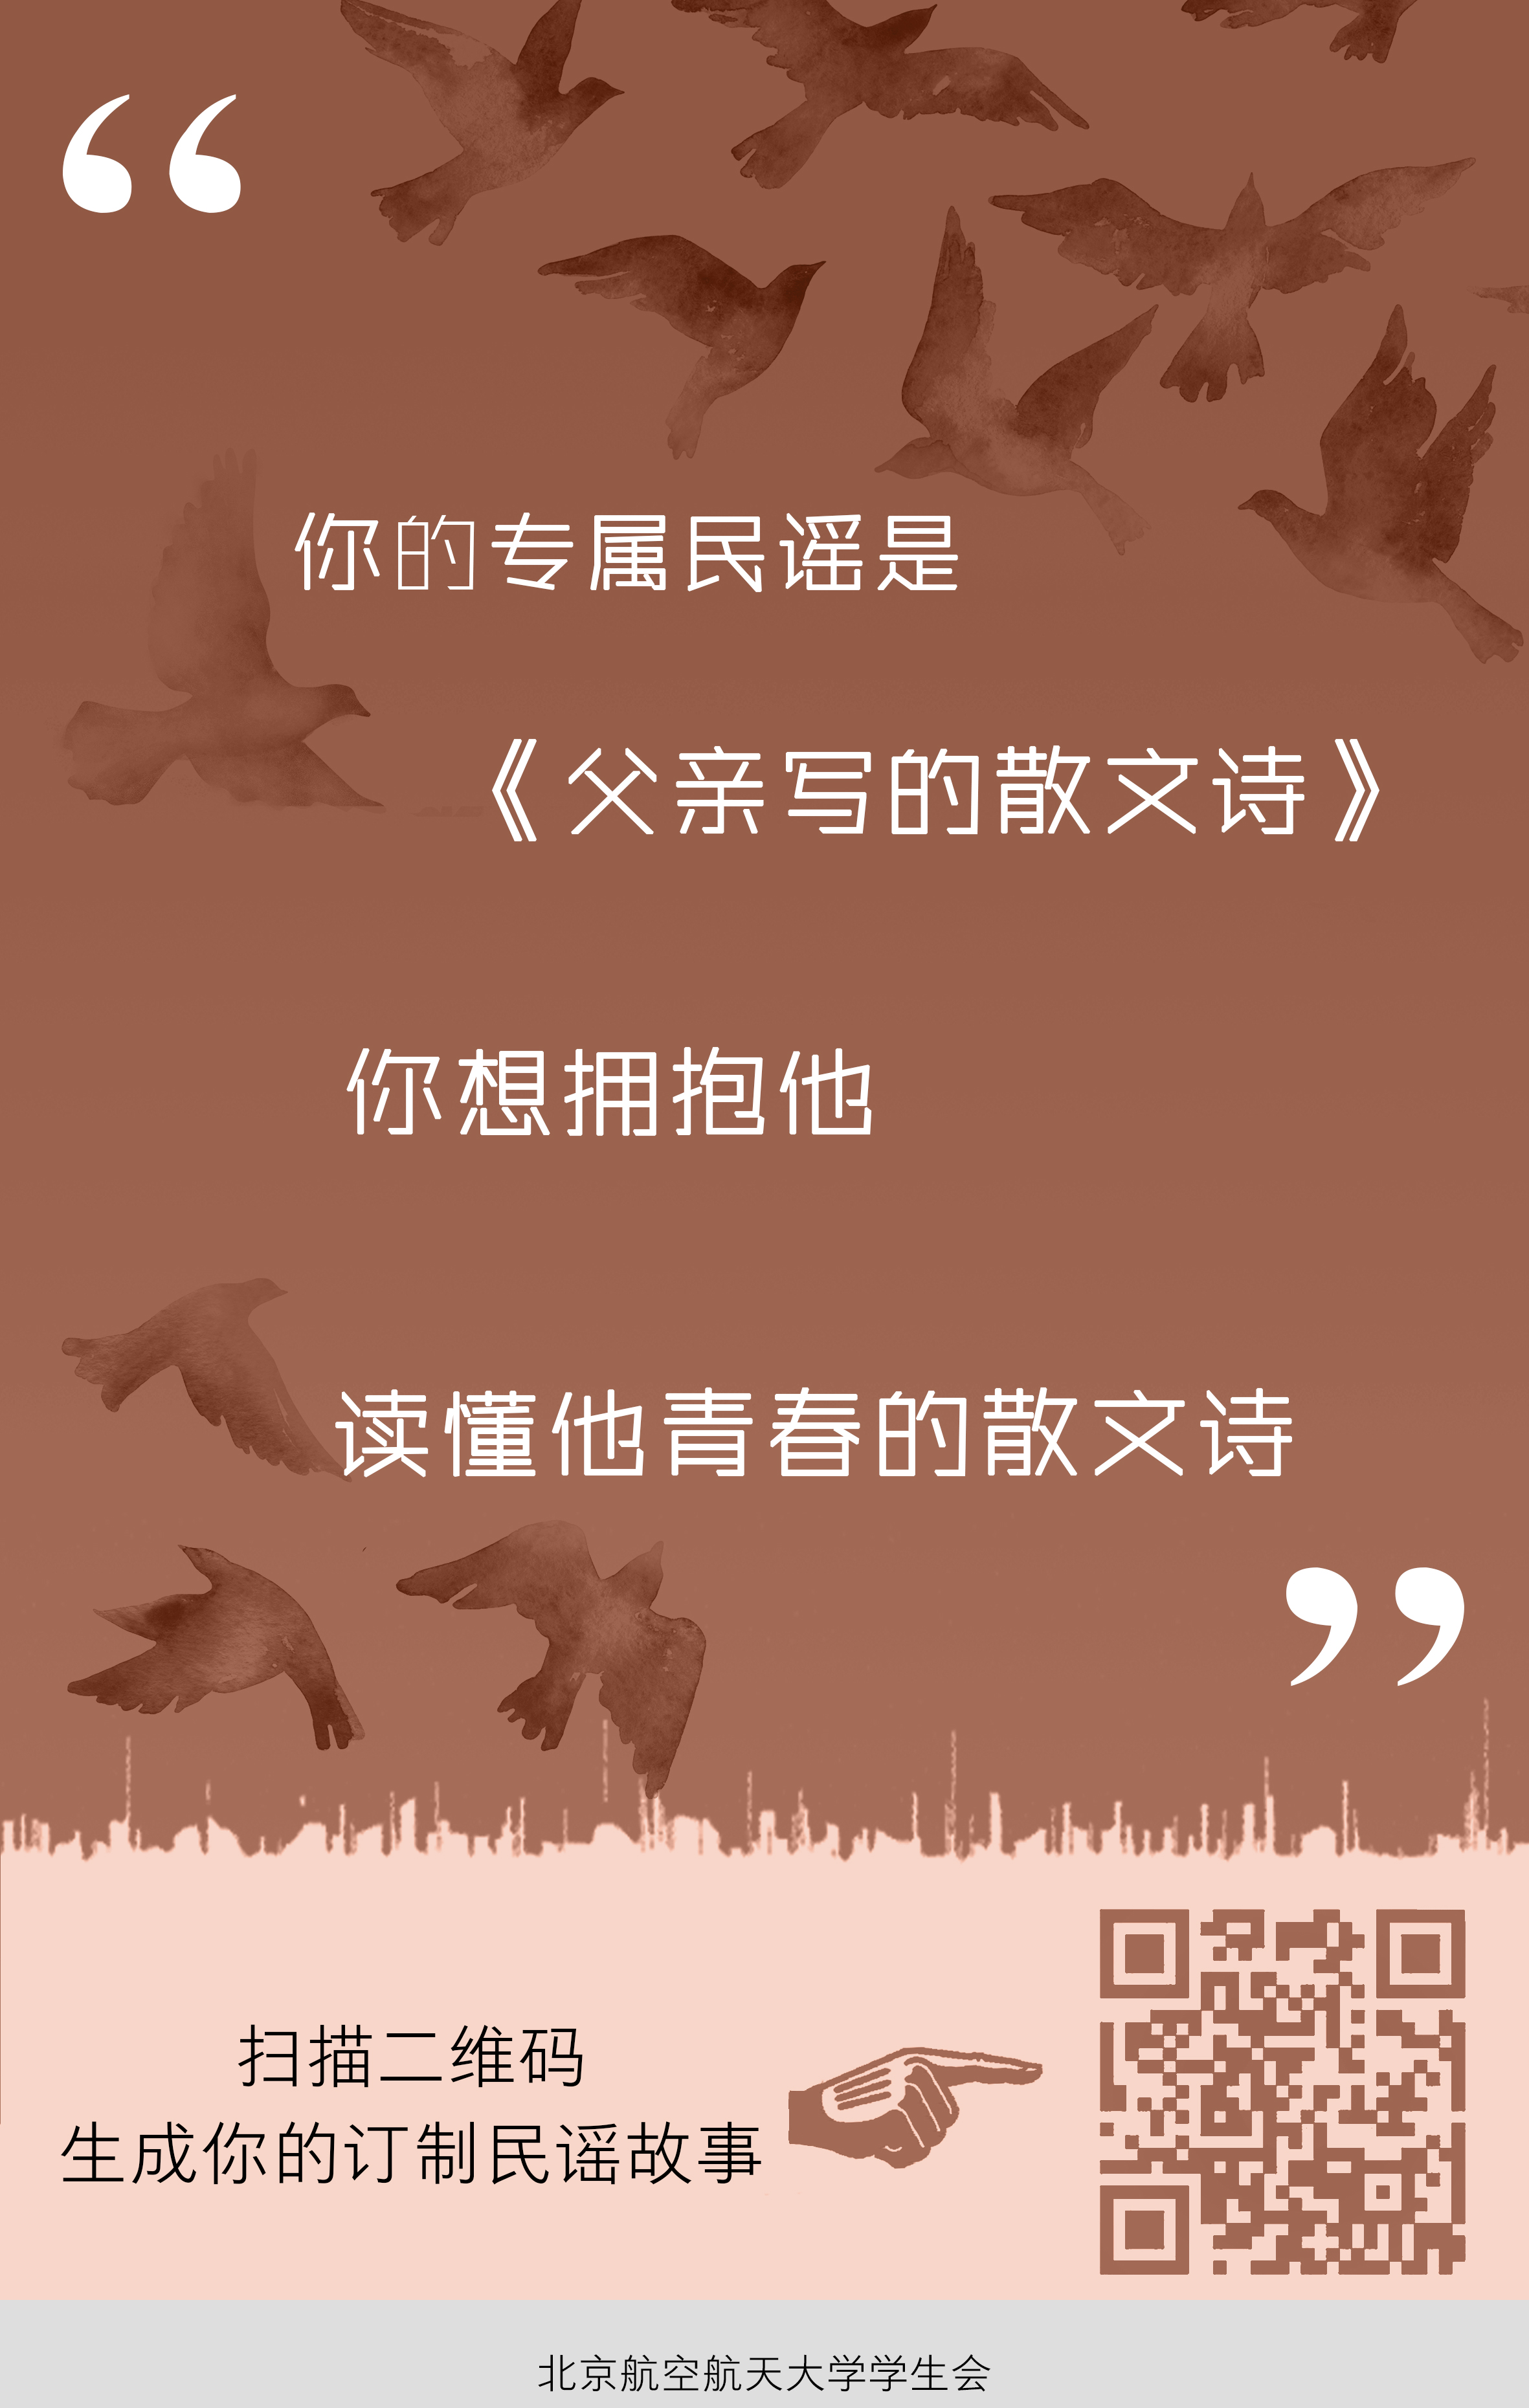 “
你的专属民谣是
《父亲写的散文诗》
你想拥抱他
读懂他青春的散文诗
”
扫描二维码
生成你的订制民谣故事
北京航空航天大学学生会